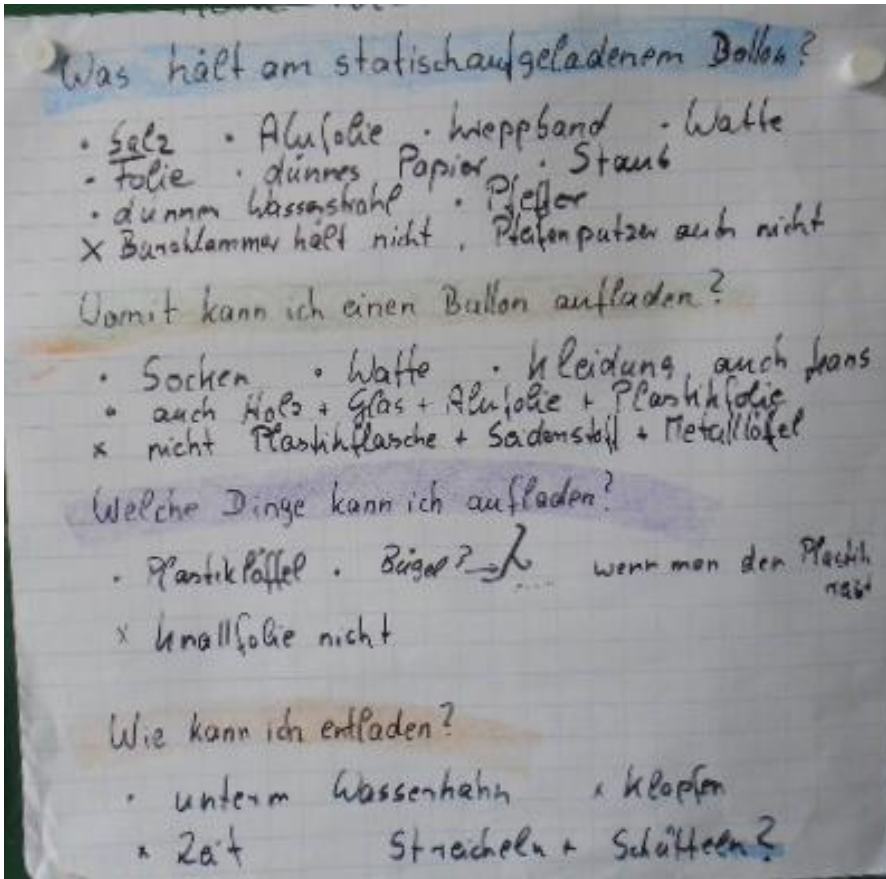 Was hält am statischaufgeladenem Ballon?
• Salz • Alufolie • Kreppband • Watte
• Folie • dünnes Papier • Staub
• dünner Wasserstrahl • Pfeffer
x Büroklammer hält nicht, Pfeifenputzer auch nicht
Womit kann ich einen Ballon aufladen?
• Socken • Watte • Kleidung, auch Jeans
• auch Holz + Glas + Alufolie + Plastikfolie
x nicht Plastikflasche + Seidenstoff + Metallöfel
Welche Dinge kann ich aufladen?
• Plastiklöffel • Bügel? → wenn man den Plastik
reibt
x Knallfolie nicht
Wie kann ich entladen?
• unterm Wasserhahn x Klopfen
x Zeit Streicheln + Schütteln?